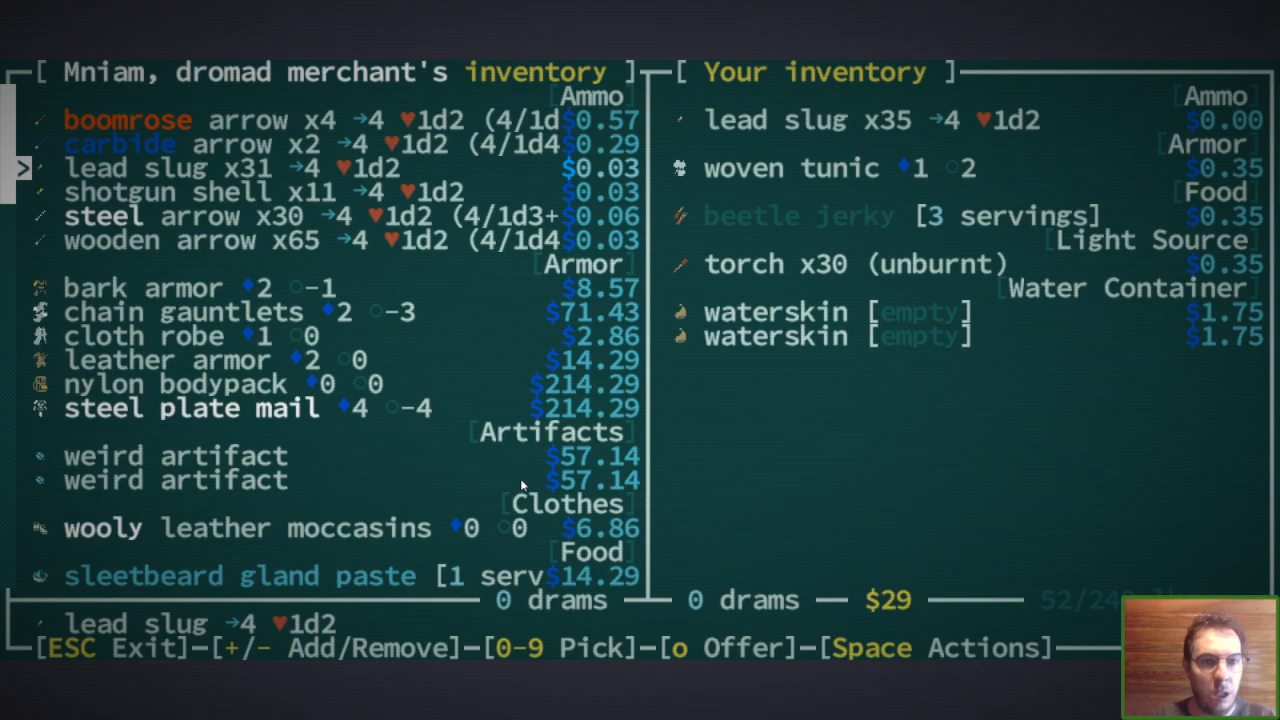 [ Mniam, dromad merchant's inventory ]
[Ammo]
boomrose arrow x4 →4 ♥1d2 (4/1d $0.57
carbide arrow x2 →4 ♥1d2 (4/1d4 $0.29
> lead slug x31 →4 ♥1d2 $0.03
shotgun shell x11 →4 ♥1d2 $0.03
steel arrow x30 →4 ♥1d2 (4/1d3+ $0.06
wooden arrow x65 →4 ♥1d2 (4/1d4 $0.03
[Armor]
bark armor ♦2 ○-1 $8.57
chain gauntlets ♦2 ○-3 $71.43
cloth robe ♦1 ○0 $2.86
leather armor ♦2 ○0 $14.29
nylon bodypack ♦0 ○0 $214.29
steel plate mail ♦4 ○-4 $214.29
[Artifacts]
weird artifact $57.14
weird artifact $57.14
[Clothes]
wooly leather moccasins ♦0 ○0 $6.86
[Food]
sleetbeard gland paste [1 serv $14.29
0 drams
[ Your inventory ]
[Ammo]
lead slug x35 →4 ♥1d2 $0.00
[Armor]
woven tunic ♦1 ○2 $0.35
[Food]
beetle jerky [3 servings] $0.35
[Light Source]
torch x30 (unburnt) $0.35
[Water Container]
waterskin [empty] $1.75
waterskin [empty] $1.75
0 drams — $29
lead slug →4 ♥1d2
[ESC Exit]—[+/- Add/Remove]—[0-9 Pick]—[o Offer]—[Space Actions]